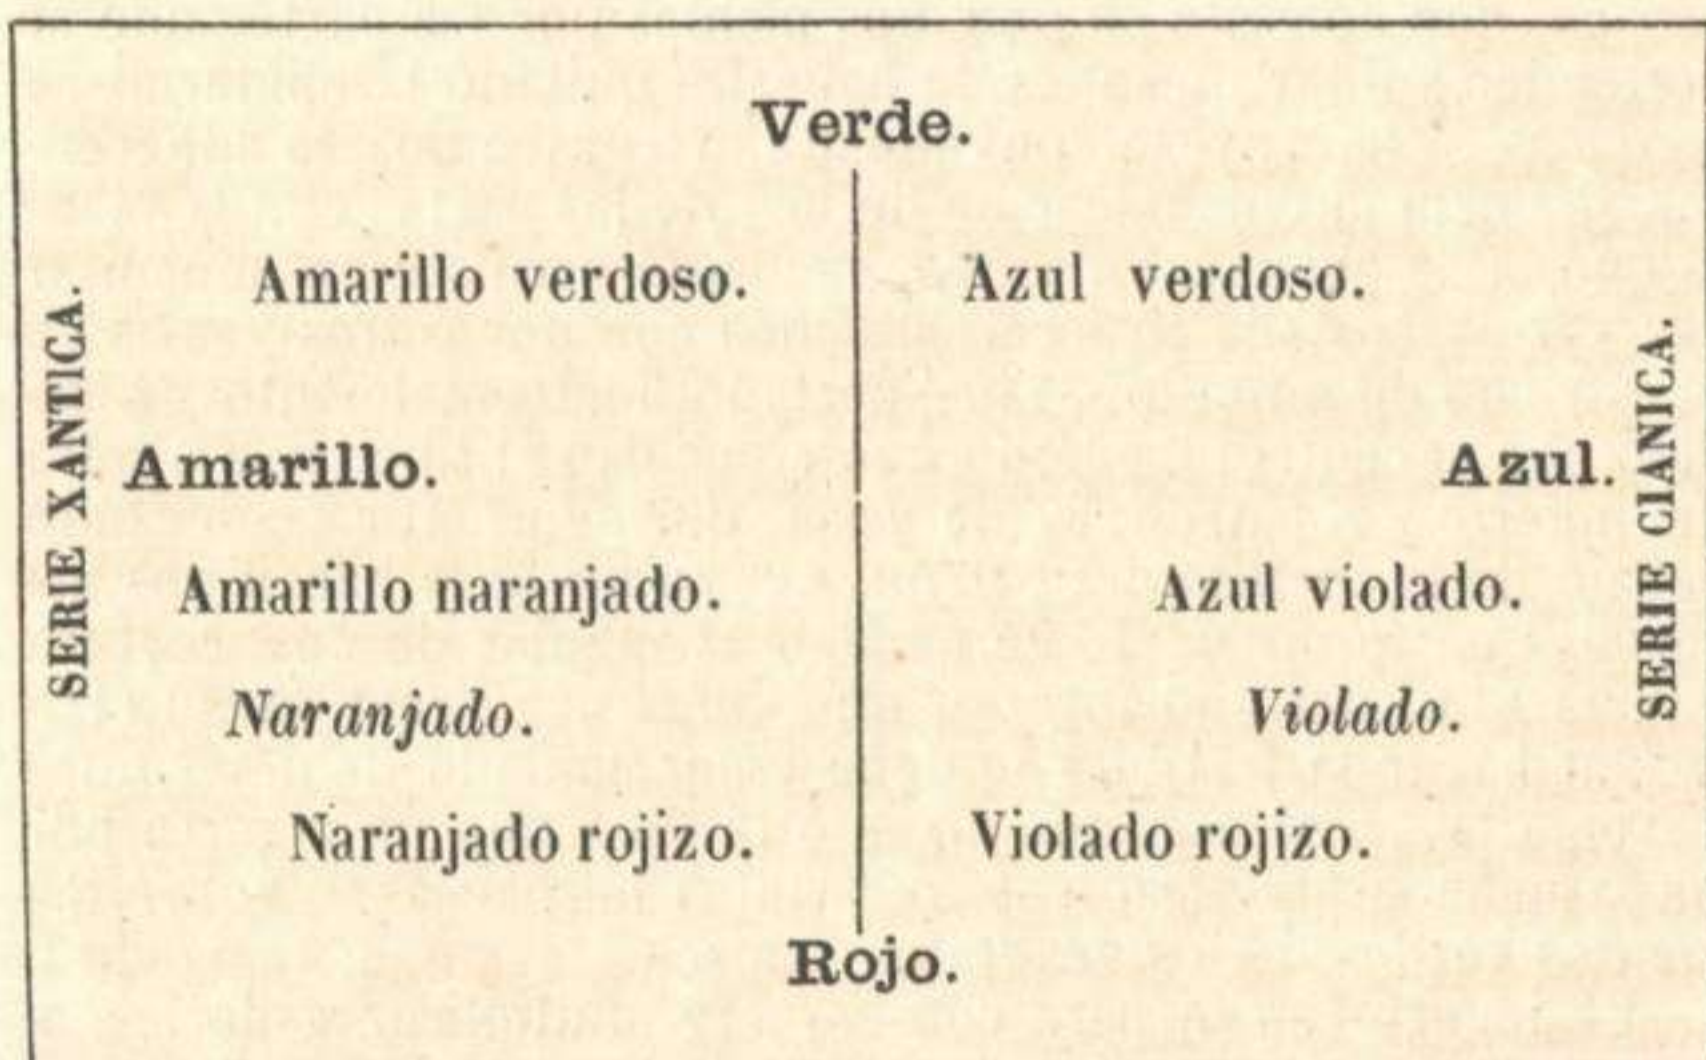 Verde.
Amarillo verdoso. Azul verdoso.
SERIE XANTICA.
Amarillo. Azul.
SERIE CIANICA.
Amarillo naranjado. Azul violado.
Naranjado. Violado.
Naranjado rojizo. Violado rojizo.
Rojo.